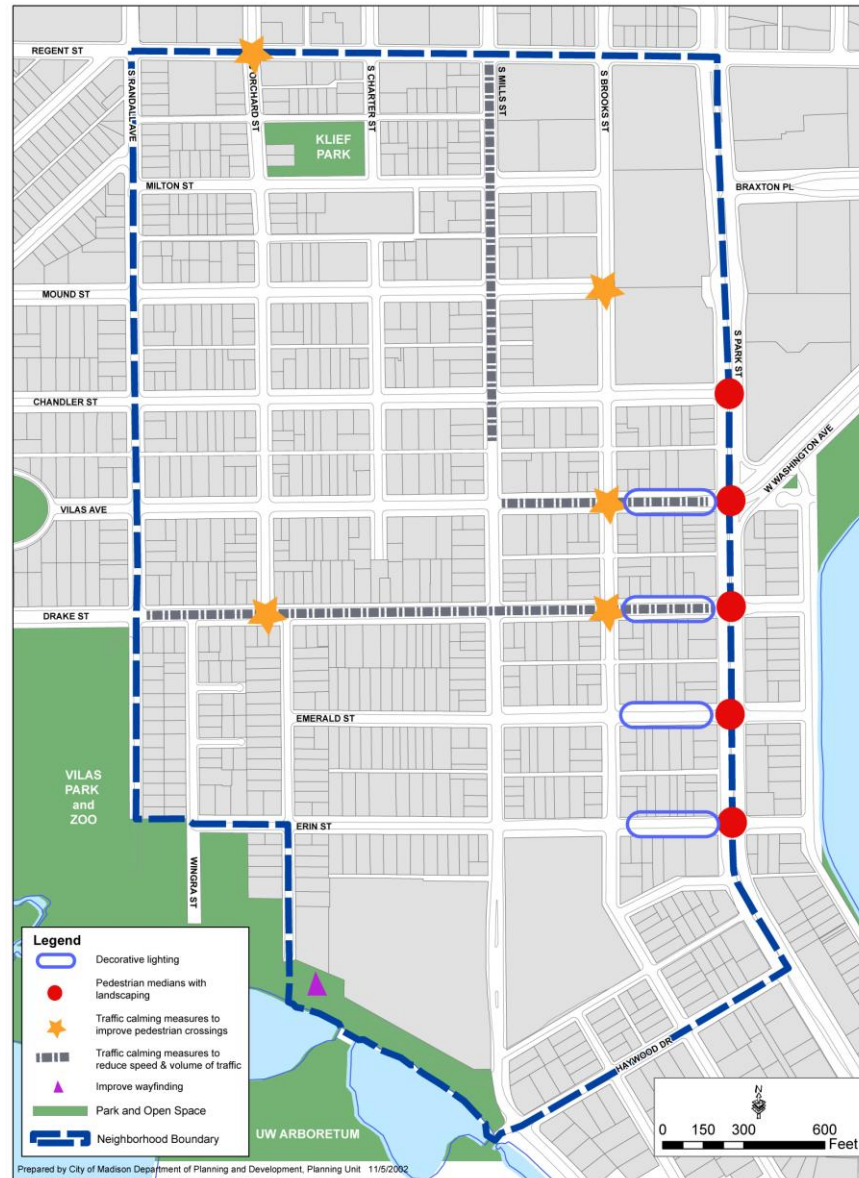 REGENT ST
S RANDALL AVE
ORCHARD ST
S CHARTER ST
S MILLS ST
S BROOKS ST
KLIEF
PARK
MILTON ST
BRAXTON PL
MOUND ST
S PARK ST
CHANDLER ST
W WASHINGTON AVE
VILAS AVE
DRAKE ST
EMERALD ST
VILAS
PARK
and
ZOO
ERIN ST
WINGRA ST
HAYWOOD DR
UW ARBORETUM
Legend
Decorative lighting
Pedestrian medians with
landscaping
Traffic calming measures to
improve pedestrian crossings
Traffic calming measures to
reduce speed & volume of traffic
Improve wayfinding
Park and Open Space
Neighborhood Boundary
N
0 150 300 600
Feet
Prepared by City of Madison Department of Planning and Development, Planning Unit 11/5/2002